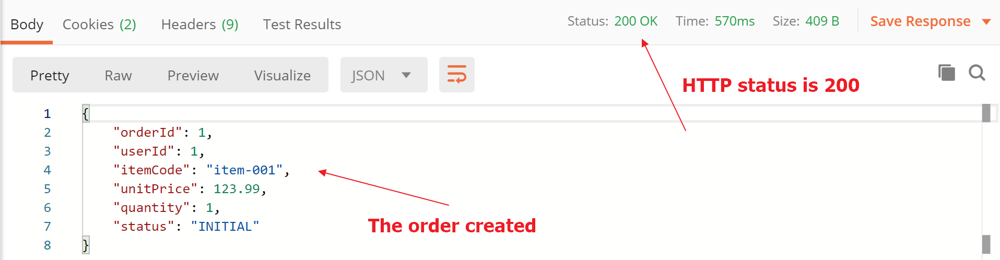 Body Cookies (2) Headers (9) Test Results Status: 200 OK Time: 570ms Size: 409 B Save Response
Pretty Raw Preview Visualize JSON
HTTP status is 200
1 {
2 "orderId": 1,
3 "userId": 1,
4 "itemCode": "item-001",
5 "unitPrice": 123.99,
6 "quantity": 1,
7 "status": "INITIAL"
The order created
8 }